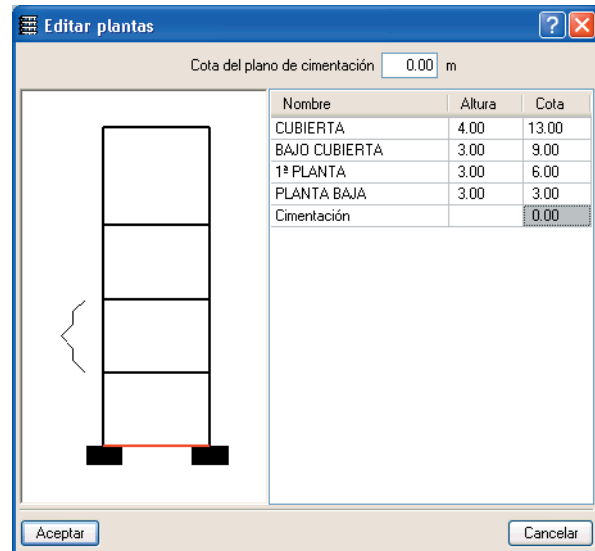 Editar plantas
Cota del plano de cimentación 0.00 m
Nombre Altura Cota
CUBIERTA 4.00 13.00
BAJO CUBIERTA 3.00 9.00
1ª PLANTA 3.00 6.00
PLANTA BAJA 3.00 3.00
Cimentación 0.00
Aceptar Cancelar